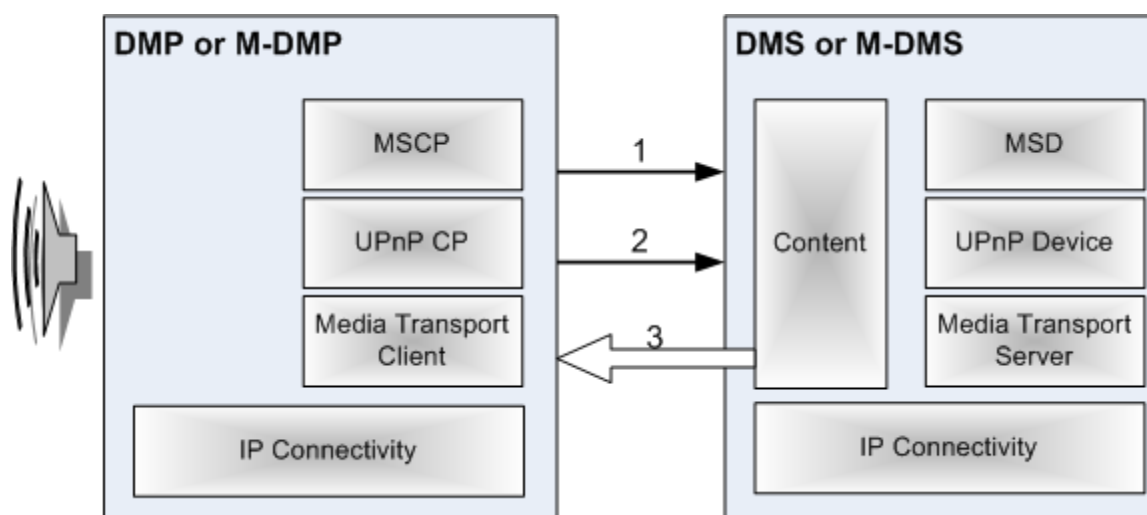 DMP or M-DMP
MSCP
UPnP CP
Media Transport
Client
IP Connectivity
1
2
3
DMS or M-DMS
Content
MSD
UPnP Device
Media Transport
Server
IP Connectivity